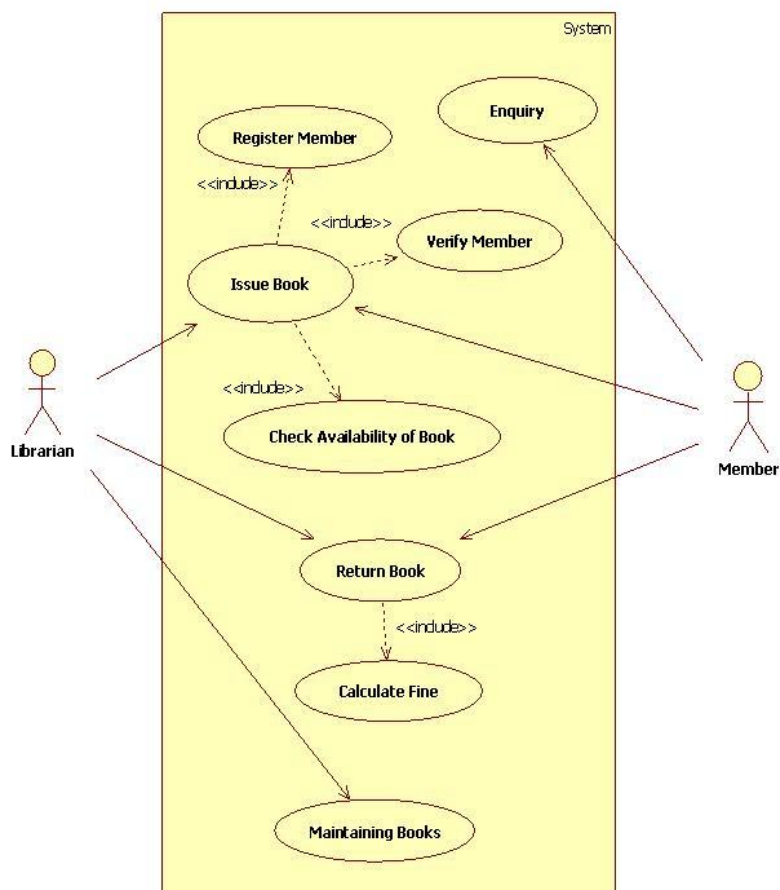 System
Enquiry
Register Member
<<include>>
<<include>>
Verify Member
Issue Book
<<include>>
Check Availability of Book
Librarian
Member
Return Book
<<include>>
Calculate Fine
Maintaining Books